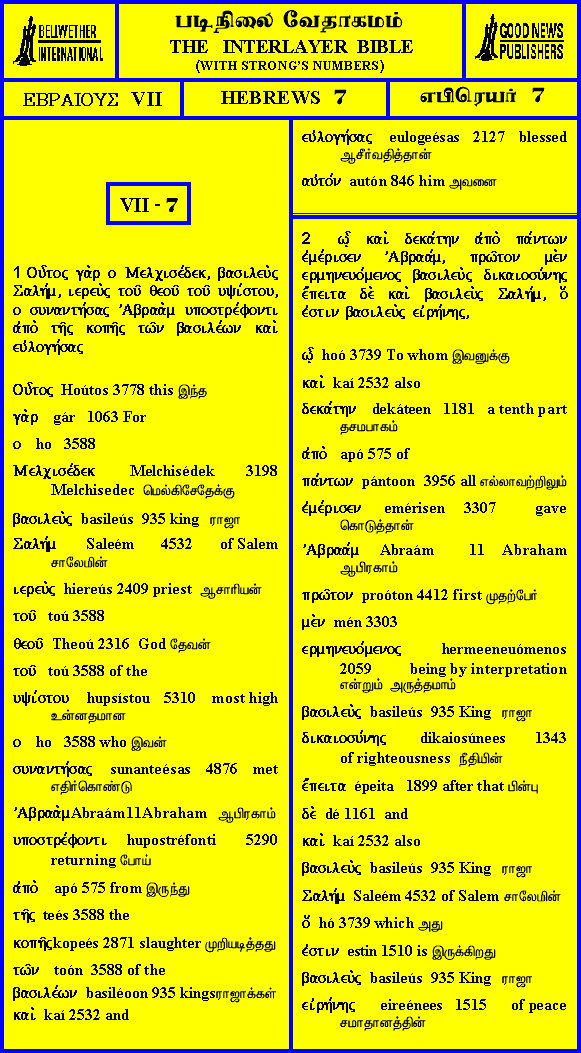 BELLWETHER
INTERNATIONAL
படிநிலை வேதாகமம்
THE INTERLAYER BIBLE
(WITH STRONG'S NUMBERS)
GOOD NEWS
PUBLISHERS
ΕΒΡΑΙΟΥΣ VII
HEBREWS 7
எபிரெயர் 7
VII - 7
1 Οὗτος γὰρ ο Μελχισέδεκ, βασιλεὺς
Σαλήμ, ιερεὺς τοῦ θεοῦ τοῦ υψίστου,
ο συναντήσας Ἀβραὰμ υποστρέφοντι
ἀπὸ τῆς κοπῆς τῶν βασιλέων καὶ
εὐλογήσας
Οὗτος Hoútos 3778 this இந்த
γὰρ gár 1063 For
ο ho 3588
Μελχισέδεκ Melchisédek 3198
Melchisedec மெல்கிசேதேக்கு
βασιλεὺς basileús 935 king ராஜா
Σαλήμ Saleém 4532 of Salem
சாலேமின்
ιερεὺς hiereús 2409 priest ஆசாரியன்
τοῦ toú 3588
θεοῦ Theoú 2316 God தேவன்
τοῦ toú 3588 of the
υψίστου hupsístou 5310 most high
உன்னதமான
ο ho 3588 who இவன்
συναντήσας sunanteésas 4876 met
எதிர்கொண்டு
Ἀβραὰμ Abraám 11 Abraham ஆபிரகாம்
υποστρέφοντι hupostréfonti 5290
returning போய்
ἀπὸ apó 575 from இருந்து
τῆς teés 3588 the
κοπῆς kopeés 2871 slaughter முறியடித்தது
τῶν toón 3588 of the
βασιλέων basiléoon 935 kings ராஜாக்கள்
καὶ kaí 2532 and
εὐλογήσας eulogeésas 2127 blessed
ஆசீர்வதித்தான்
αὐτόν autón 846 him அவனை
2 ᾧ καὶ δεκάτην ἀπὸ πάντων
ἐμέρισεν Ἀβραάμ, πρῶτον μὲν
ερμηνευόμενος βασιλεὺς δικαιοσύνης
ἔπειτα δὲ καὶ βασιλεὺς Σαλήμ, ὅ
ἐστιν βασιλεὺς εἰρήνης,
ᾧ hoó 3739 To whom இவனுக்கு
καὶ kaí 2532 also
δεκάτην dekáteen 1181 a tenth part
தசமபாகம்
ἀπὸ apó 575 of
πάντων pántoon 3956 all எல்லாவற்றிலும்
ἐμέρισεν emérisen 3307 gave
கொடுத்தான்
Ἀβραάμ Abraám 11 Abraham
ஆபிரகாம்
πρῶτον proóton 4412 first முதற்பேர்
μὲν mén 3303
ερμηνευόμενος hermeeneuómenos
2059 being by interpretation
என்றும் அருத்தமாம்
βασιλεὺς basileús 935 King ராஜா
δικαιοσύνης dikaiosúnees 1343
of righteousness நீதியின்
ἔπειτα épeita 1899 after that பின்பு
δὲ dé 1161 and
καὶ kaí 2532 also
βασιλεὺς basileús 935 King ராஜா
Σαλήμ Saleém 4532 of Salem சாலேமின்
ὅ hó 3739 which அது
ἐστιν estin 1510 is இருக்கிறது
βασιλεὺς basileús 935 King ராஜா
εἰρήνης eireénees 1515 of peace
சமாதானத்தின்